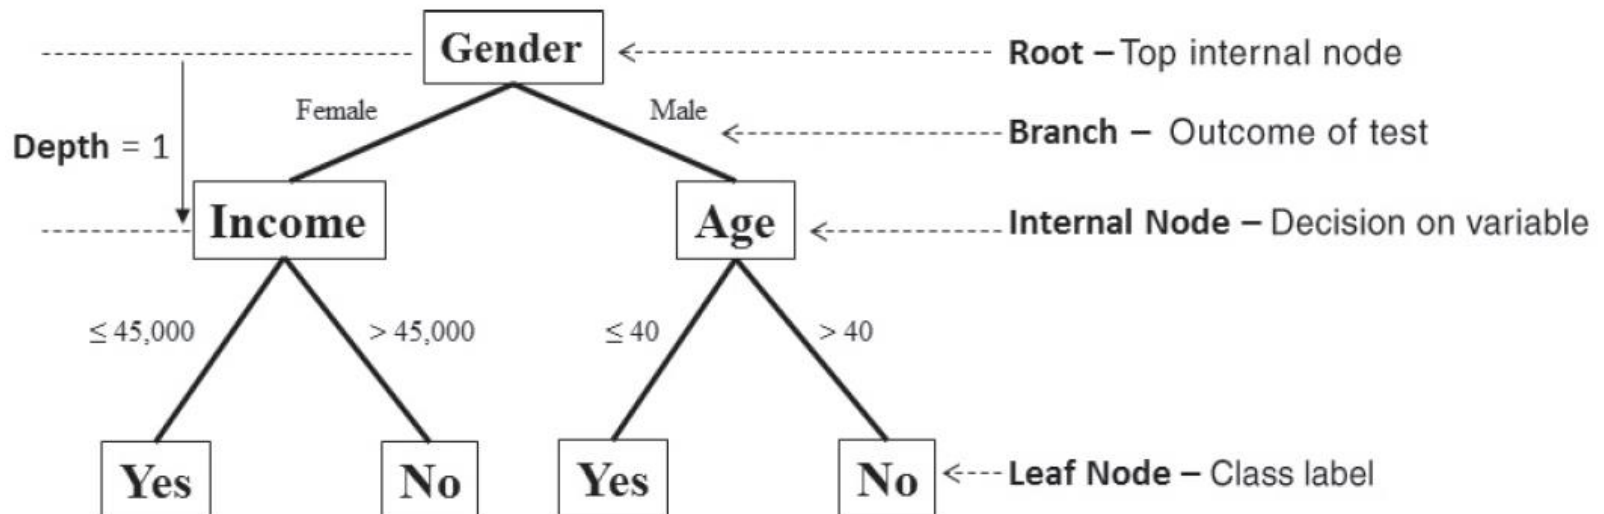 Gender
Root – Top internal node
Female
Male
Branch – Outcome of test
Depth = 1
Income
Age
Internal Node – Decision on variable
≤ 45,000
> 45,000
≤ 40
> 40
Yes
No
Yes
No
Leaf Node – Class label